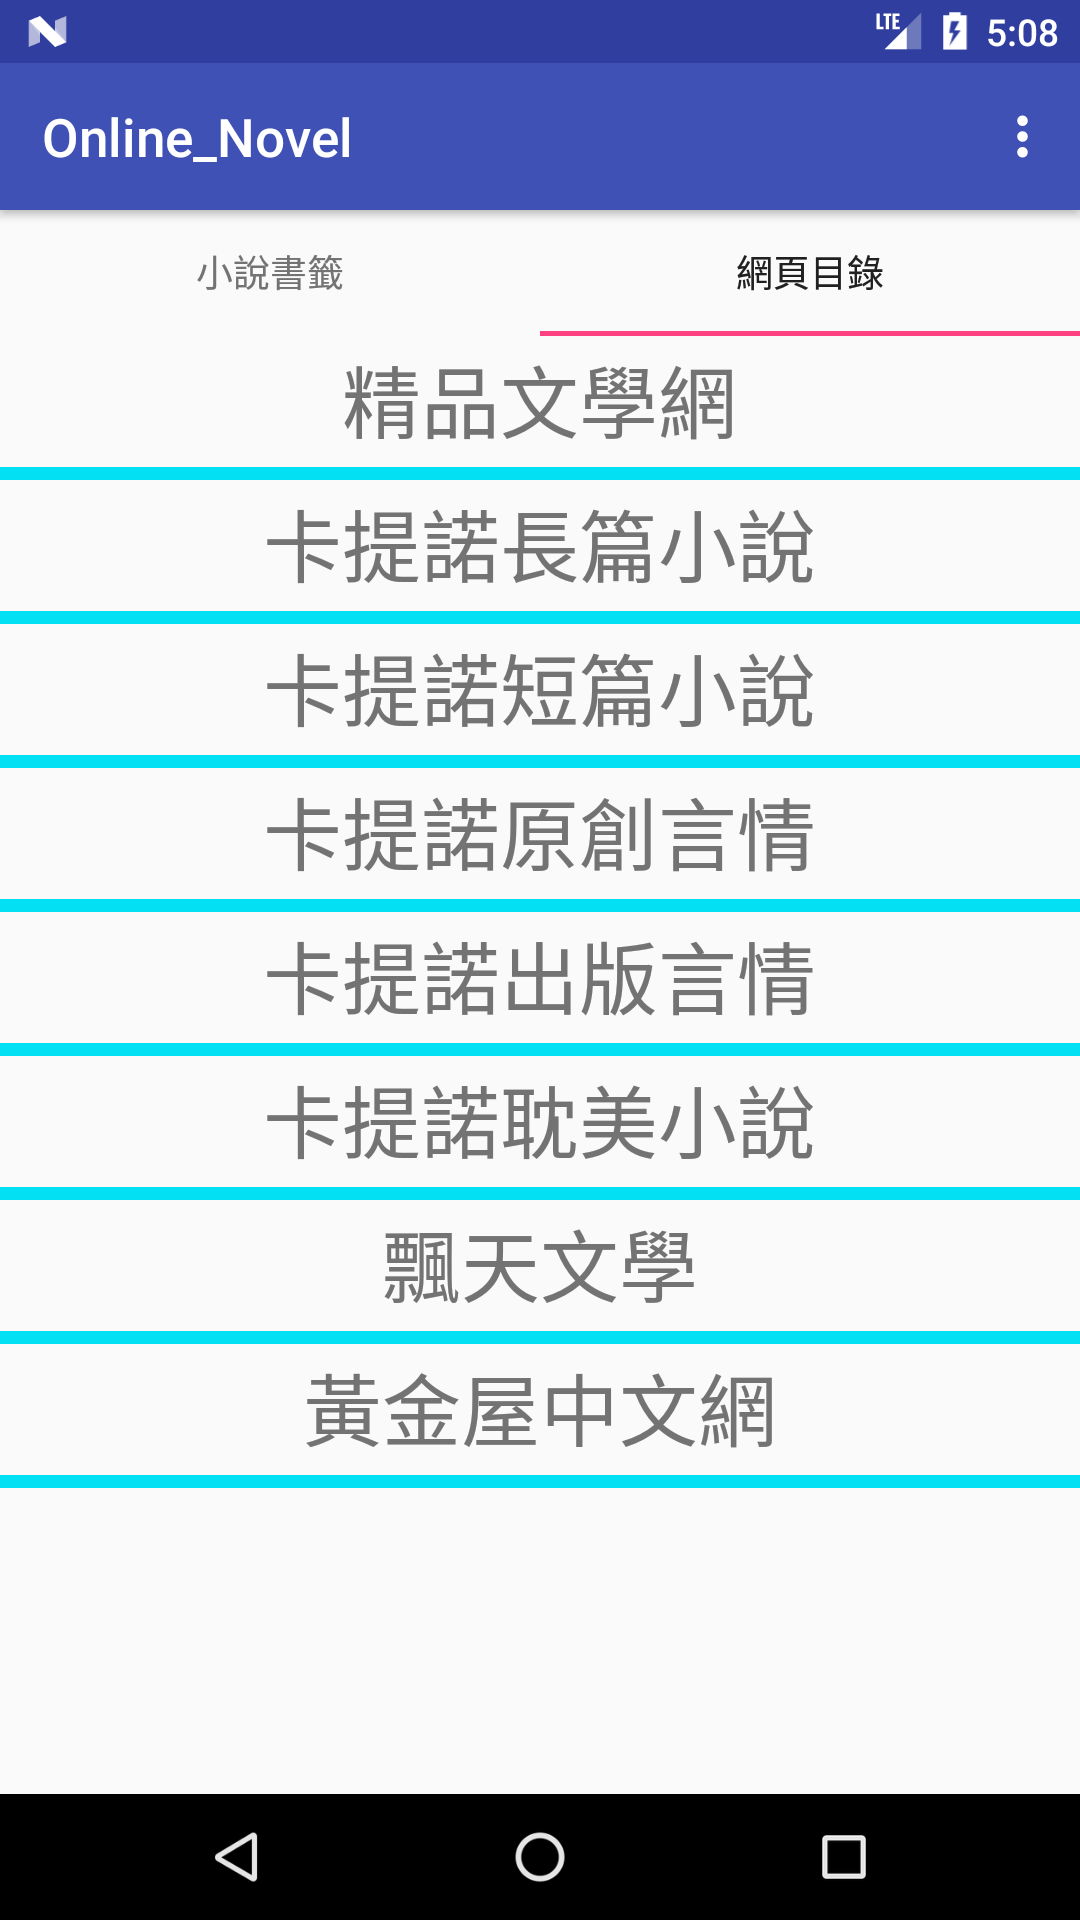 LTE 5:08
Online_Novel
小說書籤 網頁目錄
精品文學網
卡提諾長篇小說
卡提諾短篇小說
卡提諾原創言情
卡提諾出版言情
卡提諾耽美小說
飄天文學
黃金屋中文網